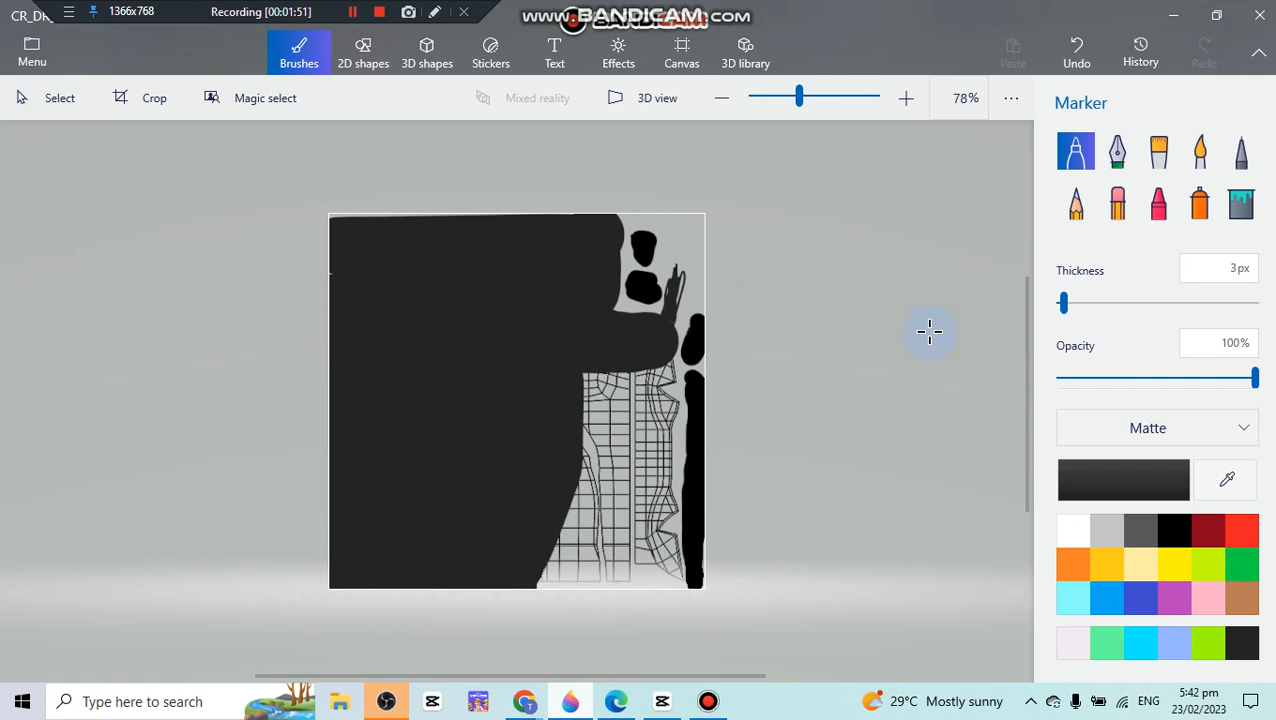 CR_Dk
1366x768
Recording [00:01:51]
www.BANDICAM.com
Menu
Brushes
2D shapes
3D shapes
Stickers
Text
Effects
Canvas
3D library
Paste
Undo
History
Redo
Select
Crop
Magic select
Mixed reality
3D view
78%
Marker
Thickness
3px
Opacity
100%
Matte
Type here to search
29°C Mostly sunny
ENG
5:42 pm
23/02/2023